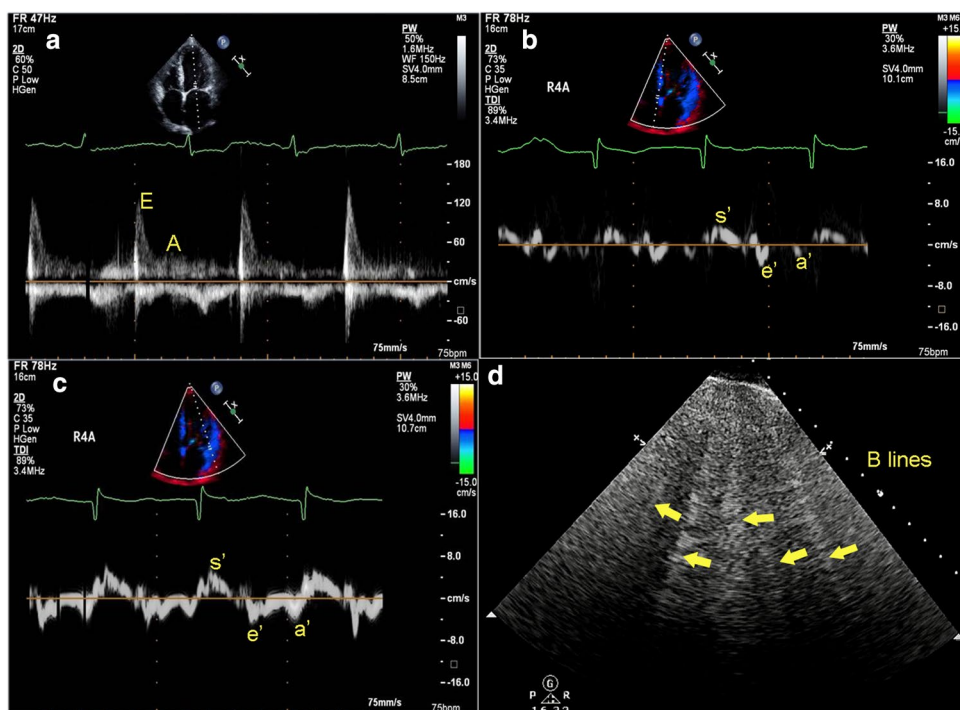 FR 47Hz
17cm
a
2D
60%
C 50
P Low
HGen
P
M3
PW
50%
1.6MHz
WF 150Hz
SV4.0mm
8.5cm
180
120
60
cm/s
-60
E
A
75mm/s
75bpm
FR 78Hz
16cm
b
2D
73%
C 35
P Low
HGen
TDI
89%
3.4MHz
R4A
P
M3 M6
PW
30%
3.6MHz
SV4.0mm
10.1cm
-15.
cm/s
16.0
8.0
cm/s
-8.0
-16.0
s’
e’
a’
75mm/s
75bpm
FR 78Hz
16cm
c
2D
73%
C 35
P Low
HGen
TDI
89%
3.4MHz
R4A
P
M3 M6
+15.0
PW
30%
3.6MHz
SV4.0mm
10.7cm
-15.0
cm/s
16.0
8.0
cm/s
-8.0
-16.0
s’
e’
a’
75mm/s
75bpm
d
B lines
G
P R